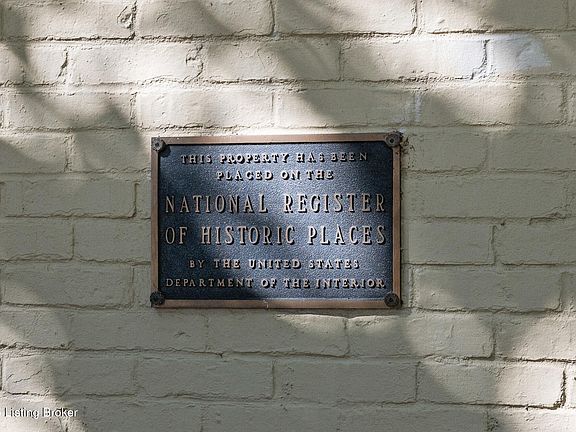 THIS PROPERTY HAS BEEN
PLACED ON THE
NATIONAL REGISTER
OF HISTORIC PLACES
BY THE UNITED STATES
DEPARTMENT OF THE INTERIOR
Listing Broker